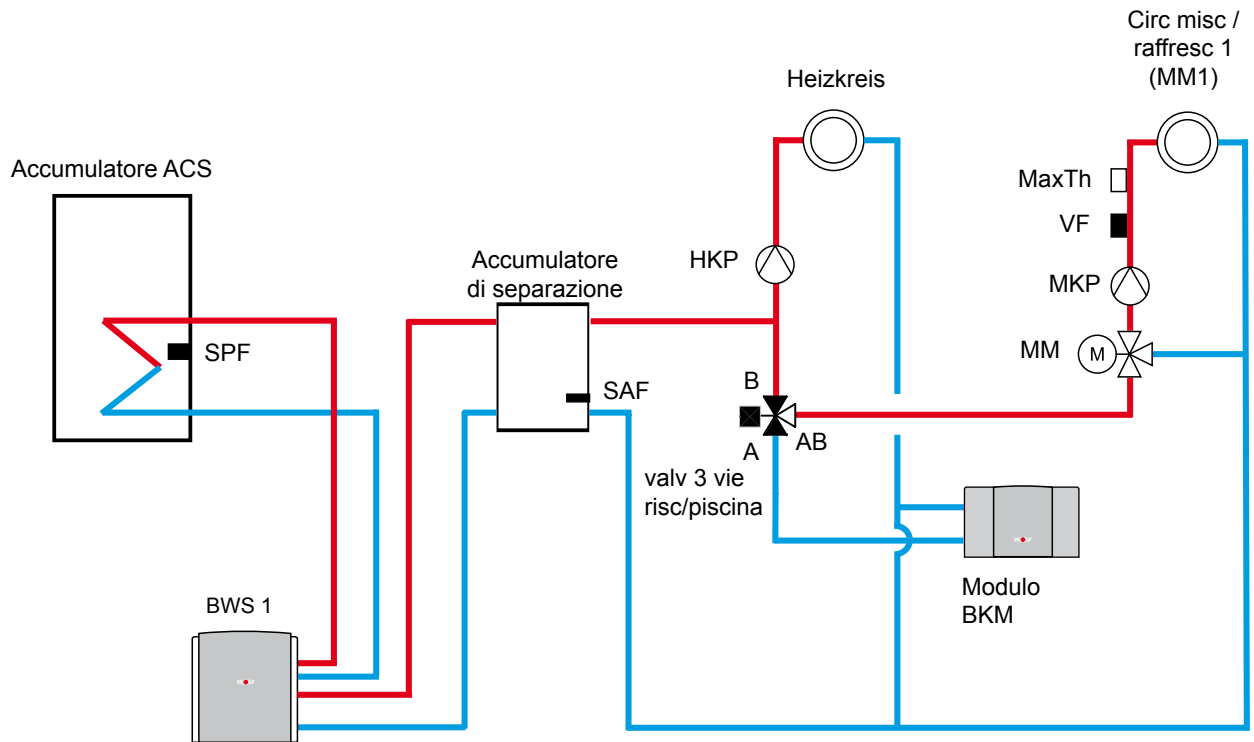 Circ misc /
raffresc 1
(MM1)
Heizkreis
Accumulatore ACS
MaxTh
VF
HKP
Accumulatore
di separazione
MKP
SPF
MM
M
SAF
B
A
AB
valv 3 vie
risc/piscina
BWS 1
Modulo
BKM